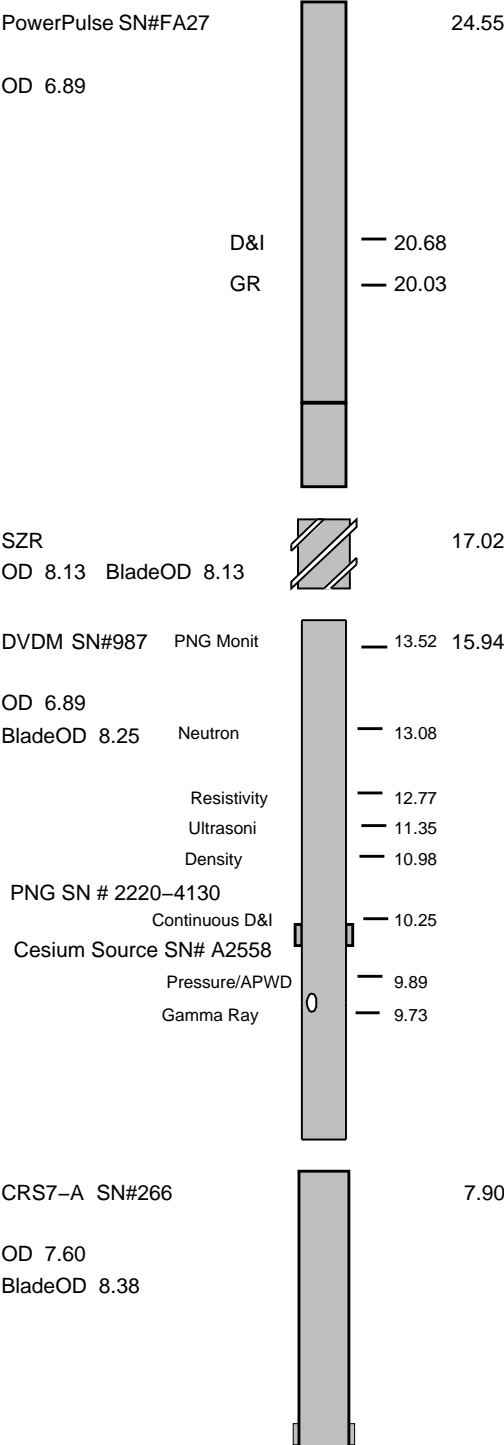 PowerPulse SN#FA27 24.55
OD 6.89
D&I 20.68
GR 20.03
SZR 17.02
OD 8.13 BladeOD 8.13
DVDM SN#987 PNG Monit 13.52 15.94
OD 6.89
BladeOD 8.25 Neutron 13.08
Resistivity 12.77
Ultrasoni 11.35
Density 10.98
PNG SN # 2220−4130
Continuous D&I 10.25
Cesium Source SN# A2558
Pressure/APWD 9.89
Gamma Ray 9.73
CRS7−A SN#266 7.90
OD 7.60
BladeOD 8.38